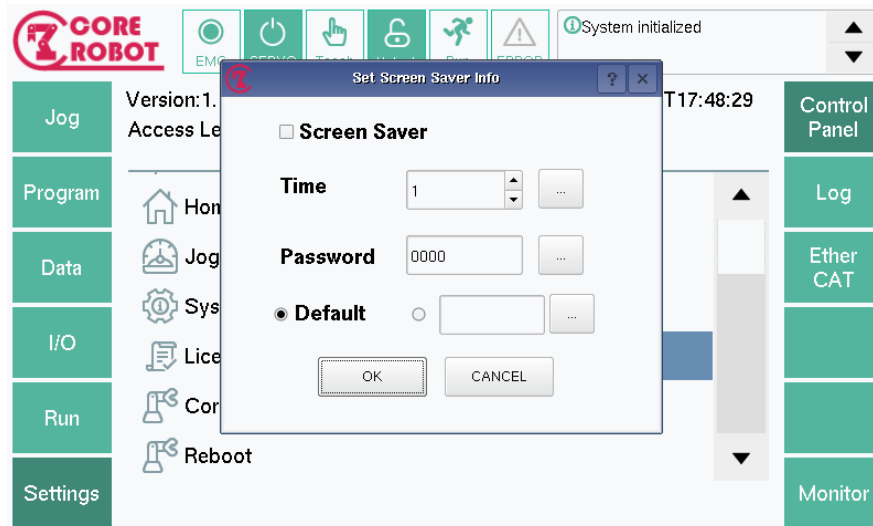 CORE
ROBOT
System initialized
Set Screen Saver Info
Jog
Version:1.
T17:48:29
Access Le
Control
Panel
Screen Saver
Program
Time
1
...
Log
Hom
Data
Jog
Password
0000
...
Ether
CAT
Sys
Default
...
I/O
Lice
OK
CANCEL
Run
Cor
Reboot
Settings
Monitor